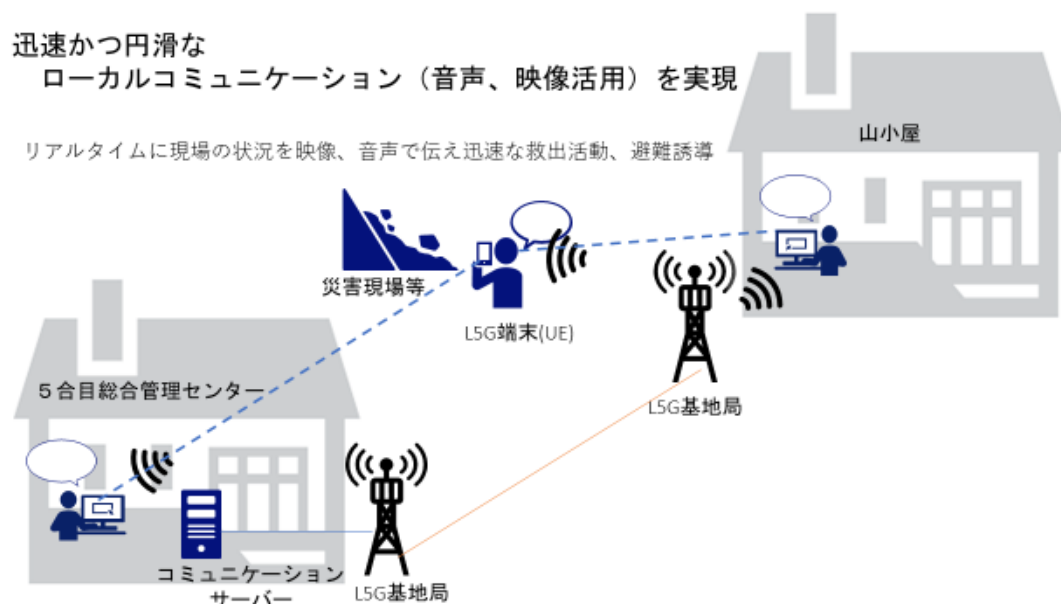 迅速かつ円滑な
ローカルコミュニケーション（音声、映像活用）を実現
リアルタイムに現場の状況を映像、音声で伝え迅速な救出活動、避難誘導
山小屋
災害現場等
L5G端末(UE)
L5G基地局
５合目総合管理センター
コミュニケーション
サーバー
L5G基地局